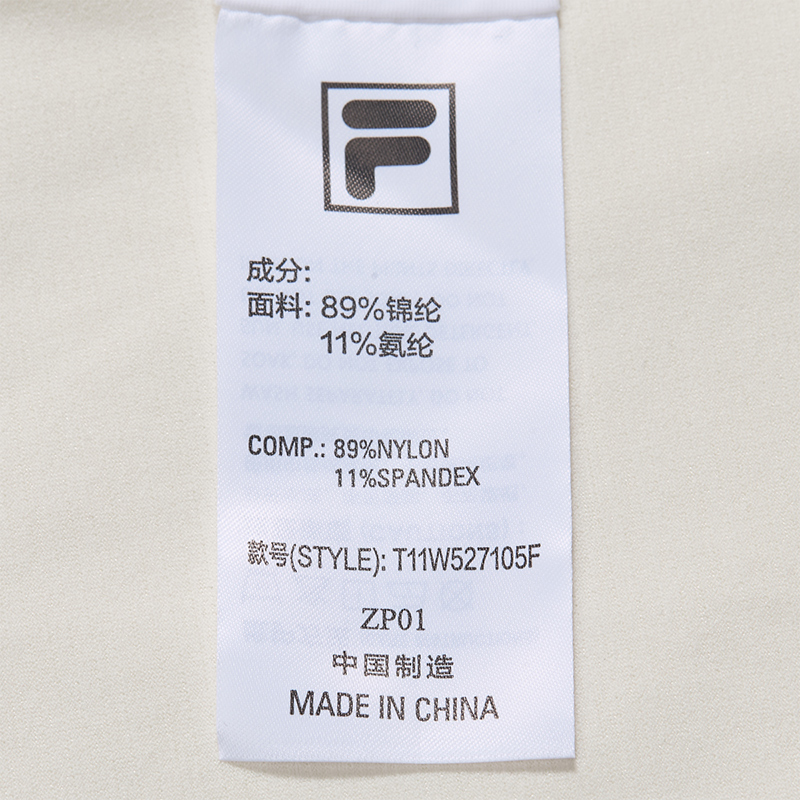 F
成分:
面料: 89%锦纶
11%氨纶
COMP.: 89%NYLON
11%SPANDEX
款号(STYLE): T11W527105F
ZP01
中国制造
MADE IN CHINA